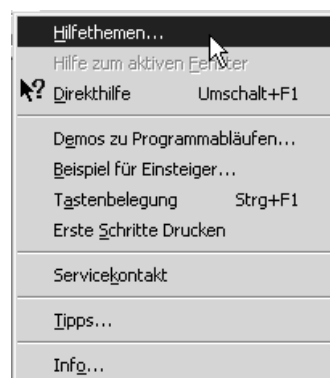 Hilfethemen...
Hilfe zum aktiven Fenster
Direkthilfe Umschalt+F1
Demos zu Programmabläufen...
Beispiel für Einsteiger...
Tastenbelegung Strg+F1
Erste Schritte Drucken
Servicekontakt
Tipps...
Info...